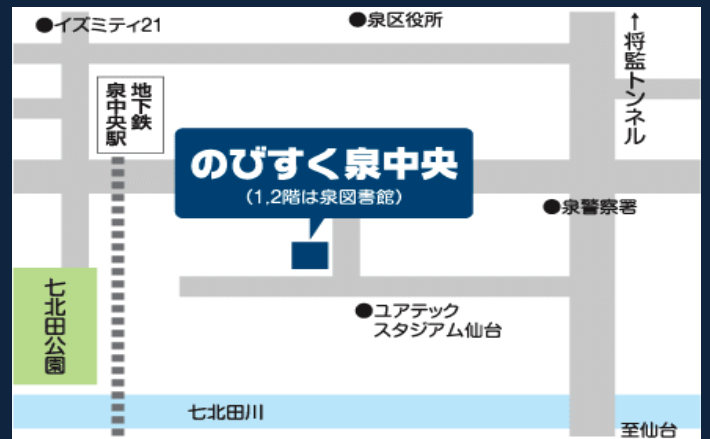 ●イズミティ21
●泉区役所
↑将監トンネル
地下鉄
泉中央駅
のびすく泉中央
(1,2階は泉図書館)
●泉警察署
七北田公園
●ユアテック
スタジアム仙台
七北田川
至仙台